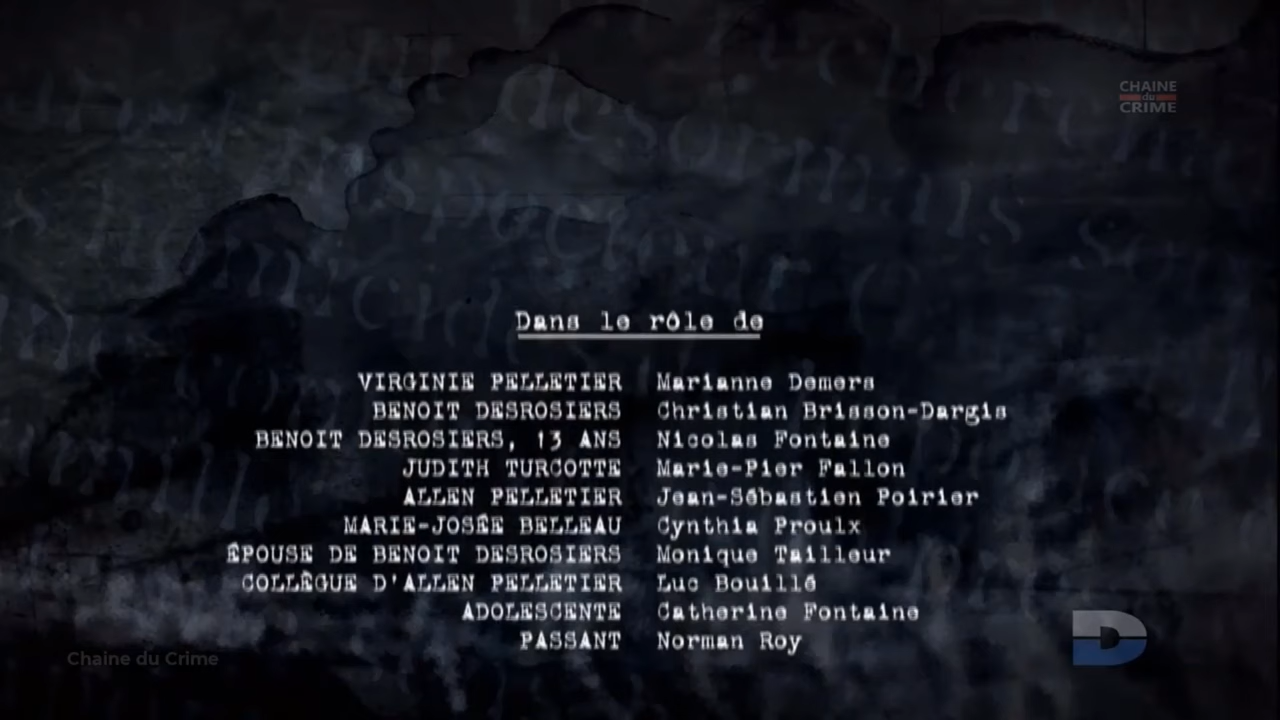 CHAINE
du
CRIME
Dans le rôle de
VIRGINIE PELLETIER Marianne Demers
BENOIT DESROSIERS Christian Brisson-Dargis
BENOIT DESROSIERS, 13 ANS Nicolas Fontaine
JUDITH TURCOTTE Marie-Pier Fallon
ALLEN PELLETIER Jean-Sébastien Poirier
MARIE-JOSÉE BELLEAU Cynthia Proulx
ÉPOUSE DE BENOIT DESROSIERS Monique Tailleur
COLLÈGUE D'ALLEN PELLETIER Luc Bouillé
ADOLESCENTE Catherine Fontaine
PASSANT Norman Roy
Chaine du Crime
D